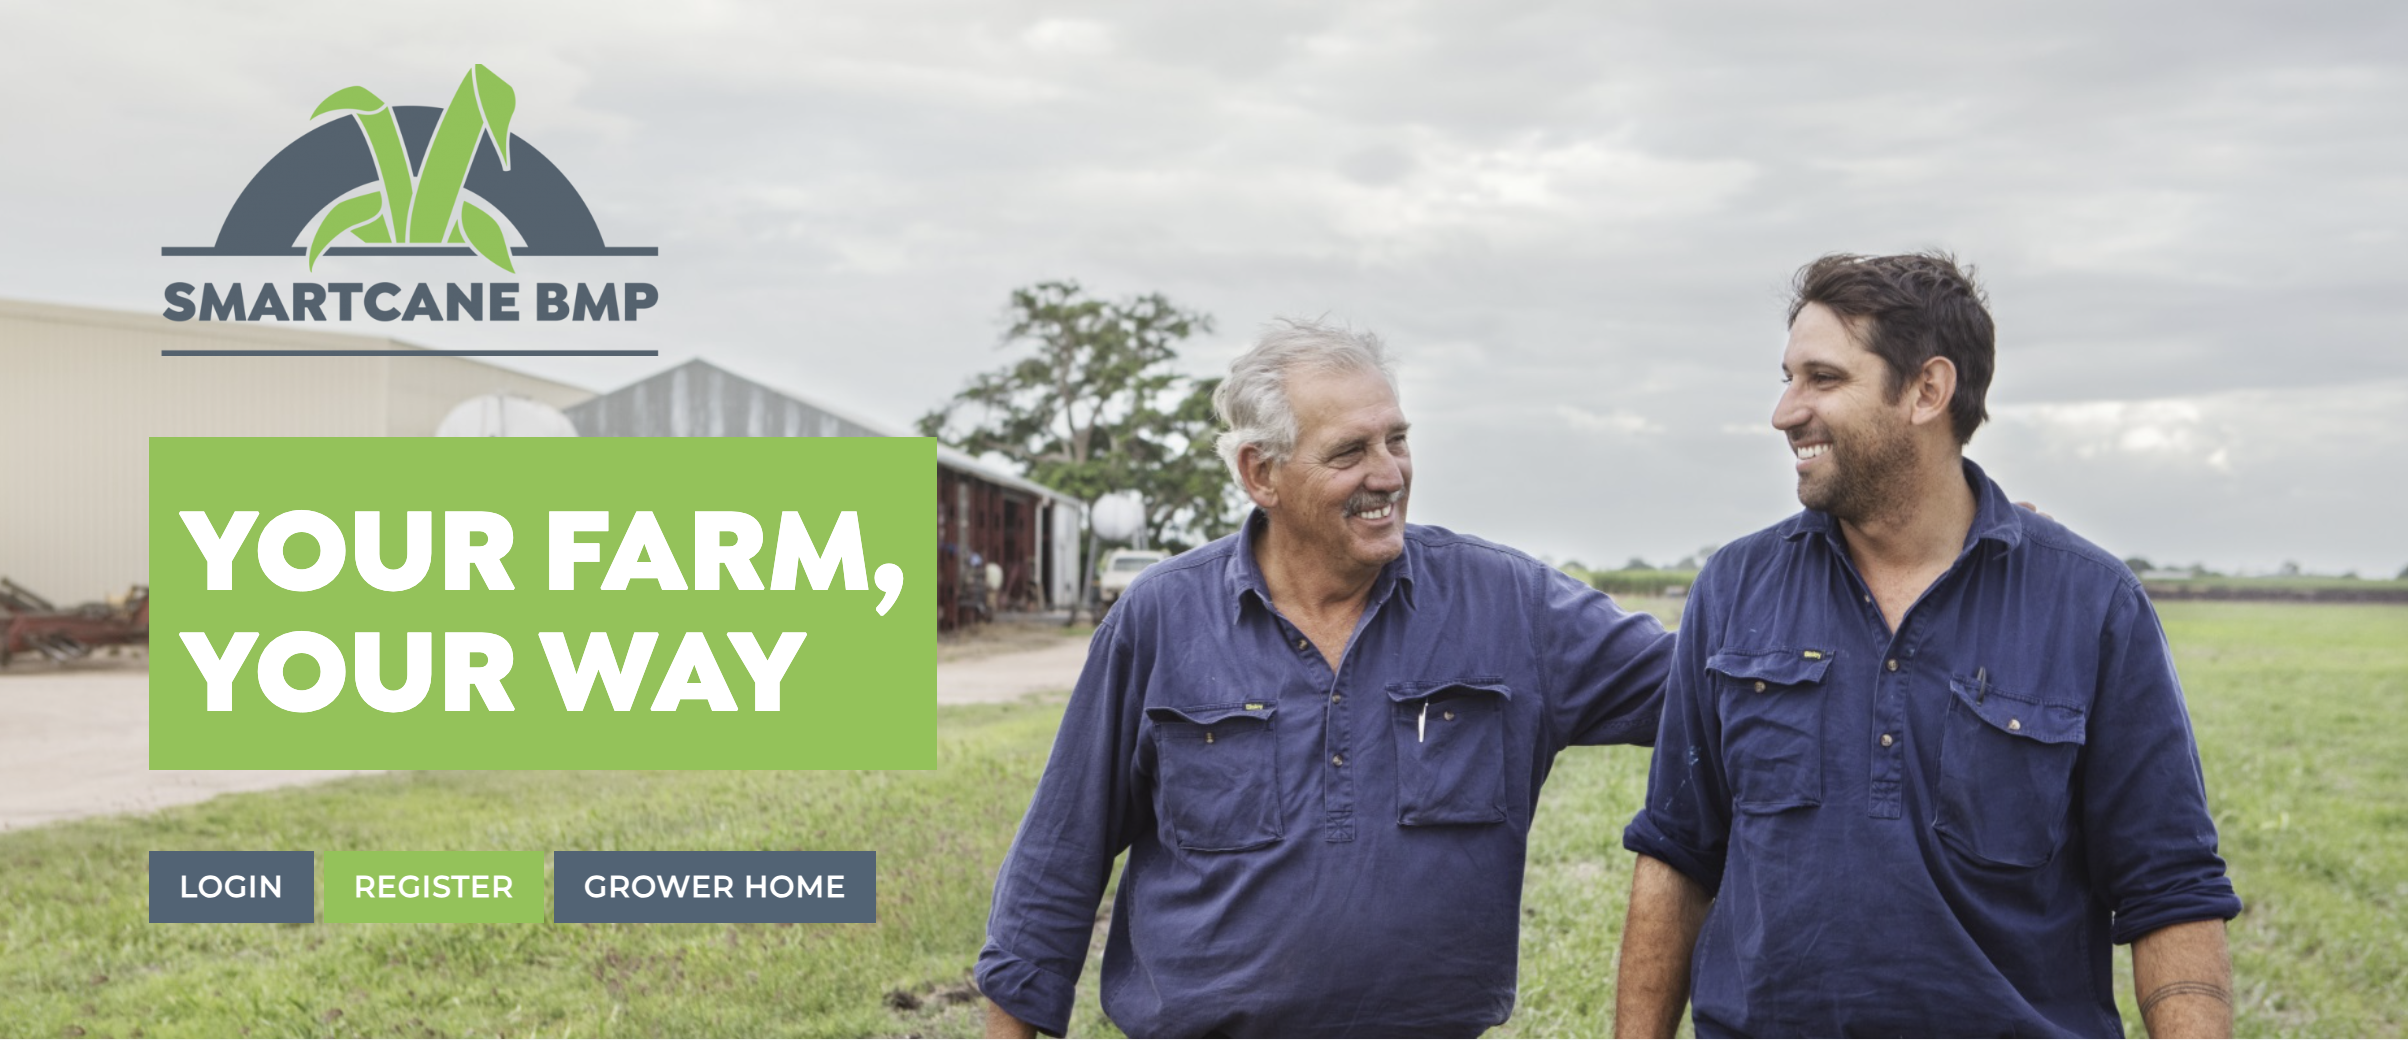 SMARTCANE BMP
YOUR FARM,
YOUR WAY
LOGIN
REGISTER
GROWER HOME